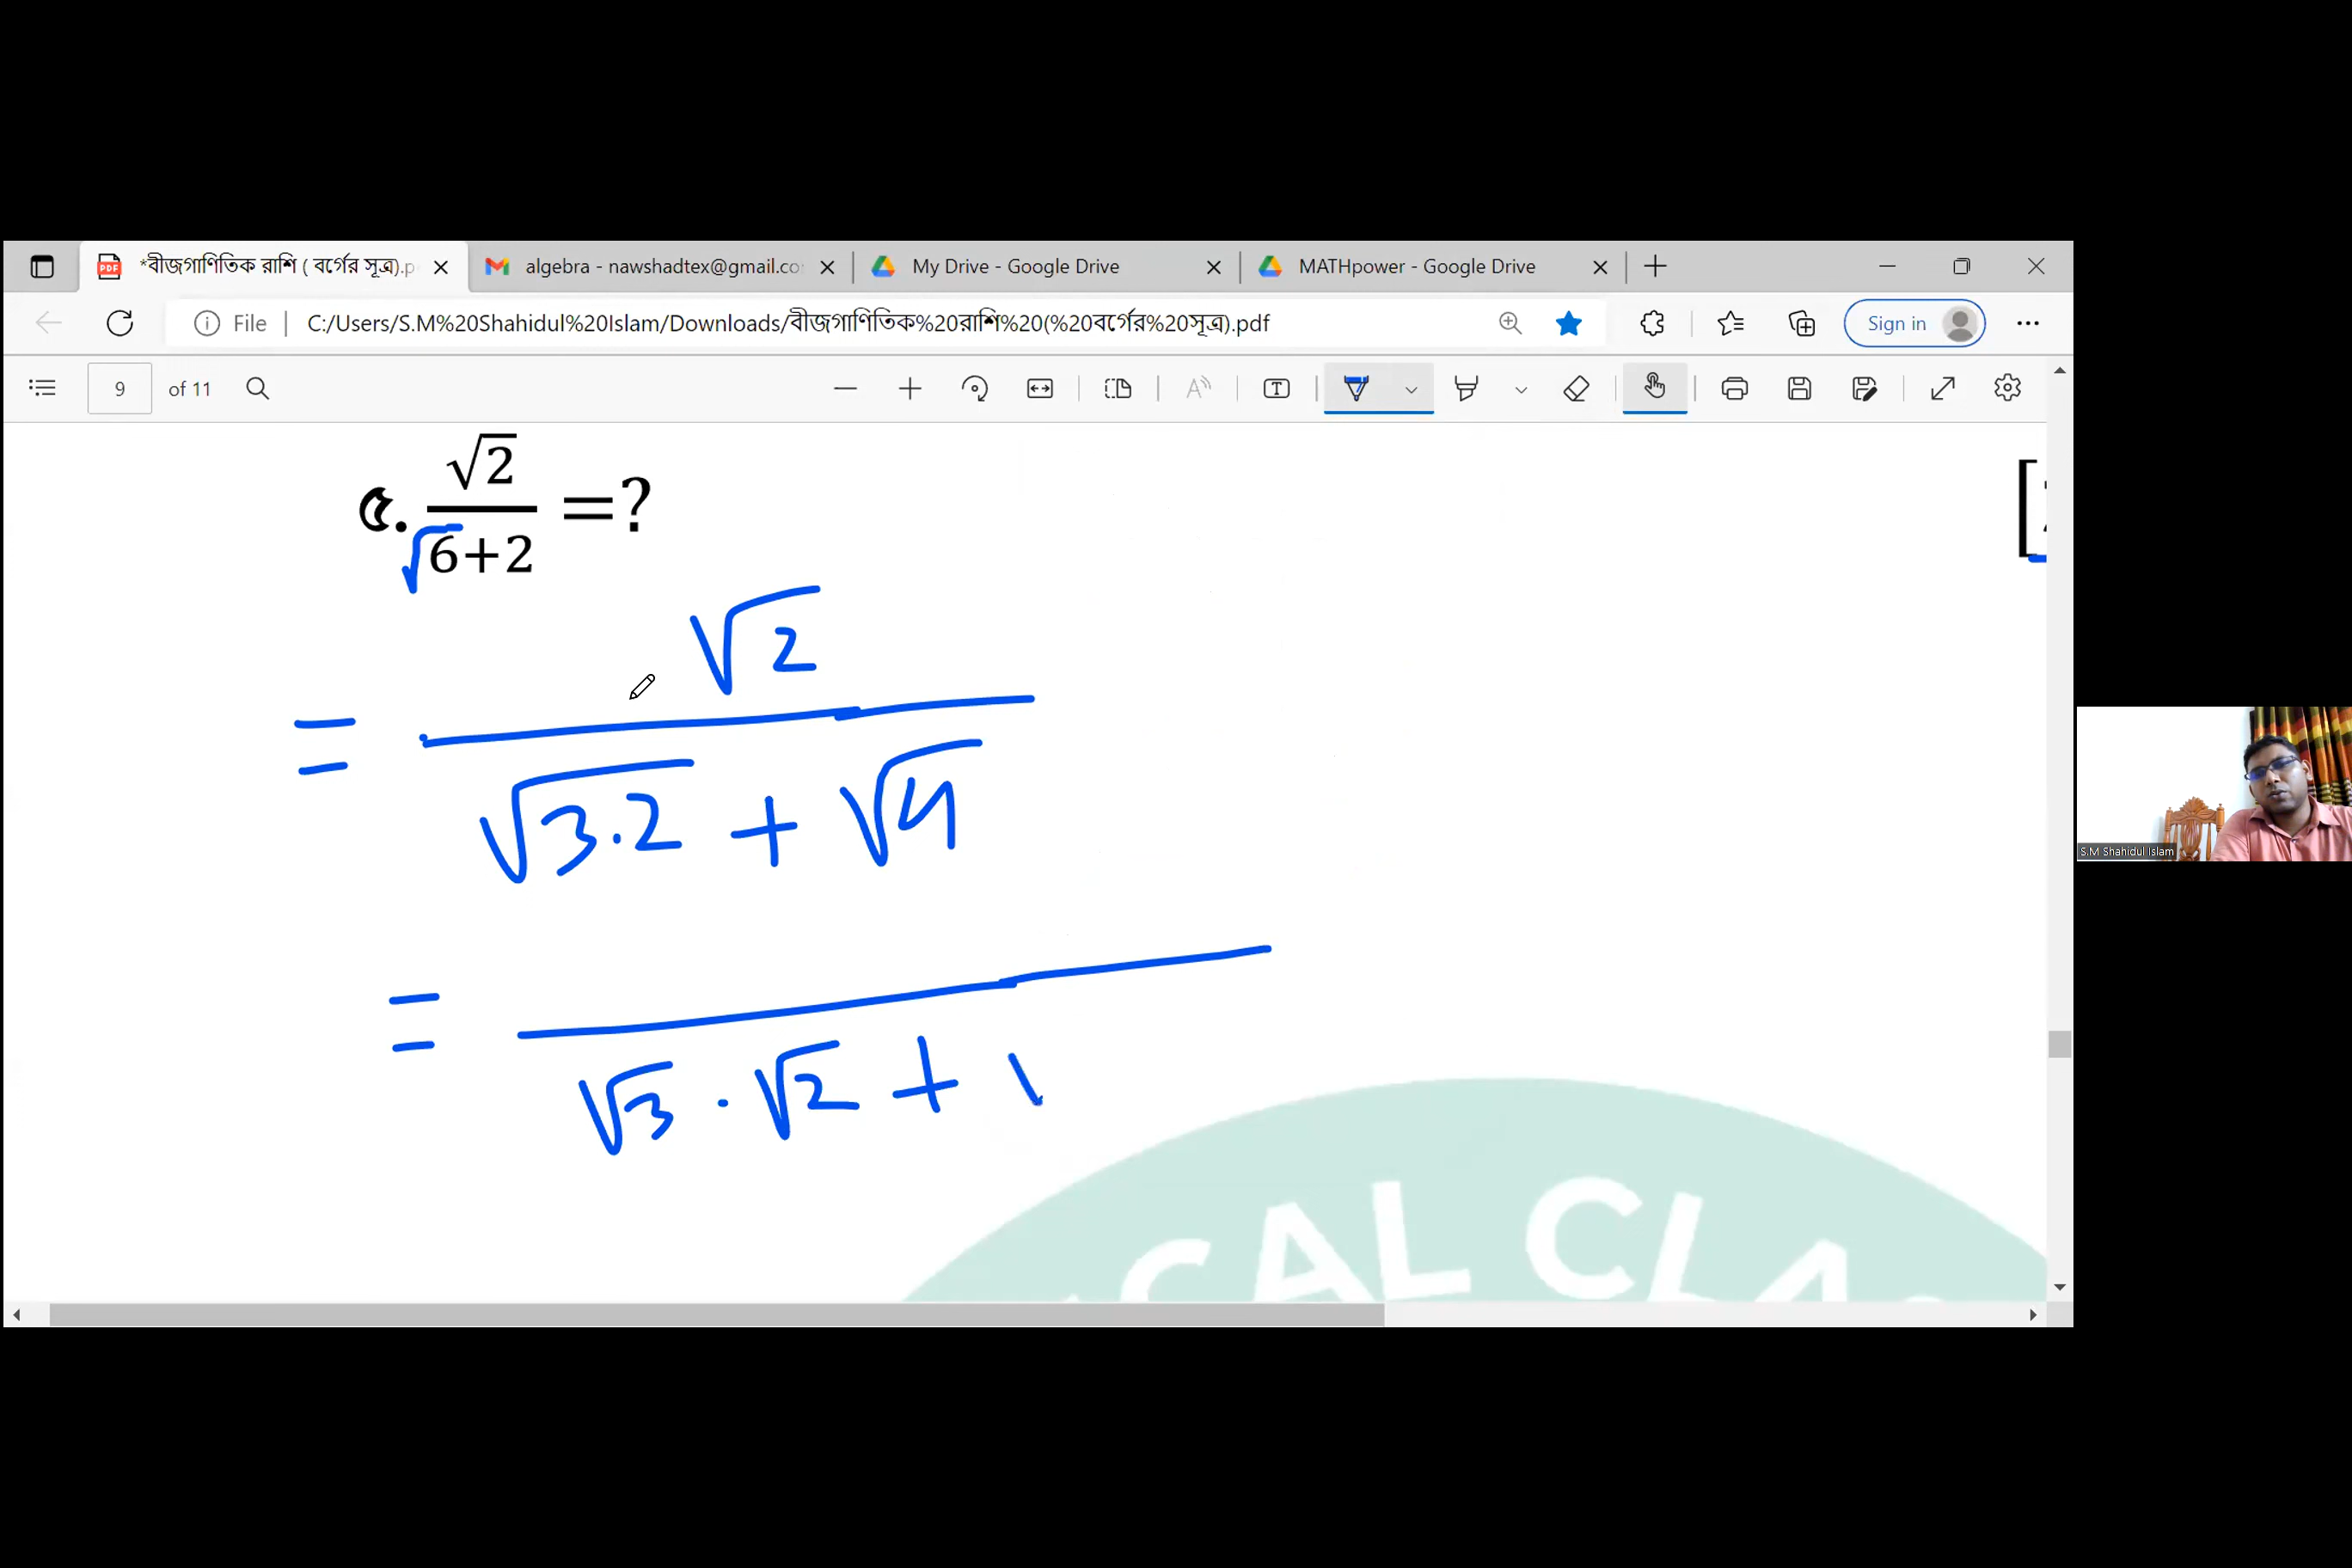 *বীজগাণিতিক রাশি ( বর্গের সূত্র).p
algebra - nawshadtex@gmail.co
My Drive - Google Drive
MATHpower - Google Drive
File
C:/Users/S.M%20Shahidul%20Islam/Downloads/বীজগাণিতিক%20রাশি%20(%20বর্গের%20সূত্র).pdf
Sign in
9 of 11
৫. √2/√6+2 =?
= √2/√3·2 + √4
= /√3 · √2 +
S.M Shahidul Islam
CAL CLA